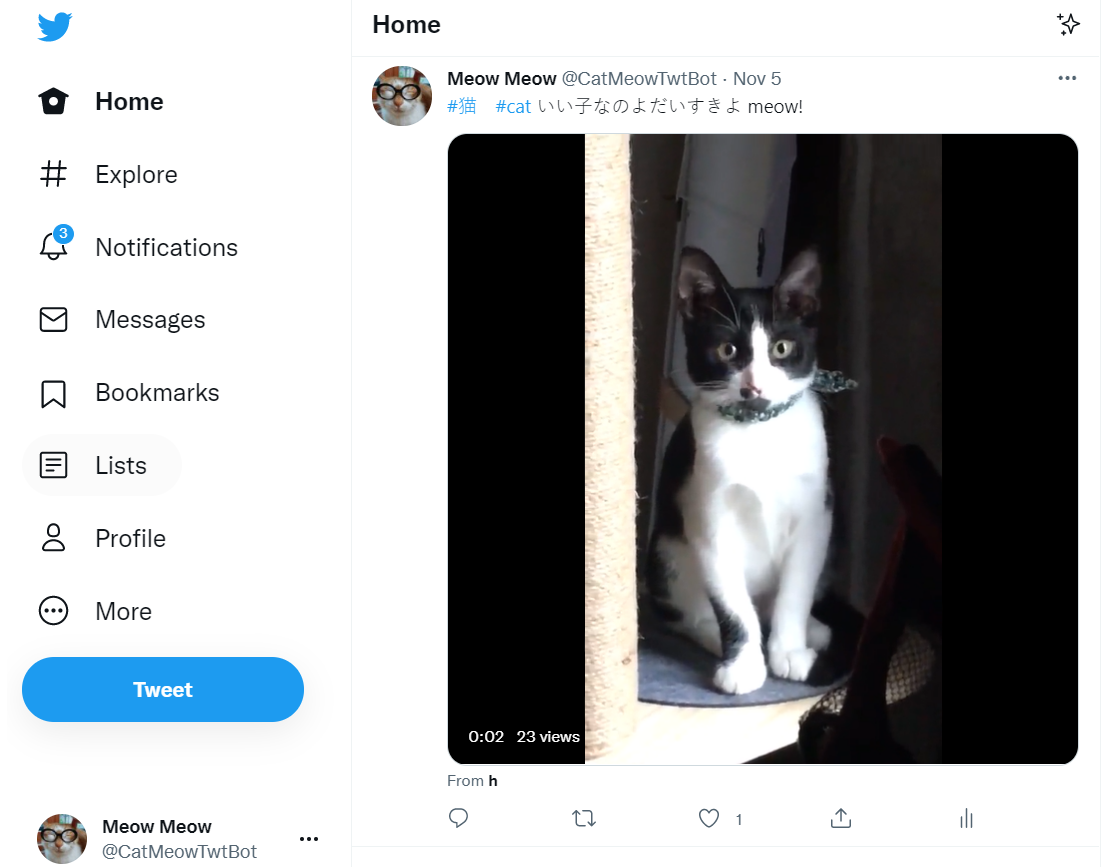 Home
Explore
3
Notifications
Messages
Bookmarks
Lists
Profile
More
Tweet
Meow Meow
@CatMeowTwtBot
Home
Meow Meow @CatMeowTwtBot · Nov 5
#猫 #cat いい子なのよだいすきよ meow!
0:02 23 views
From h
1